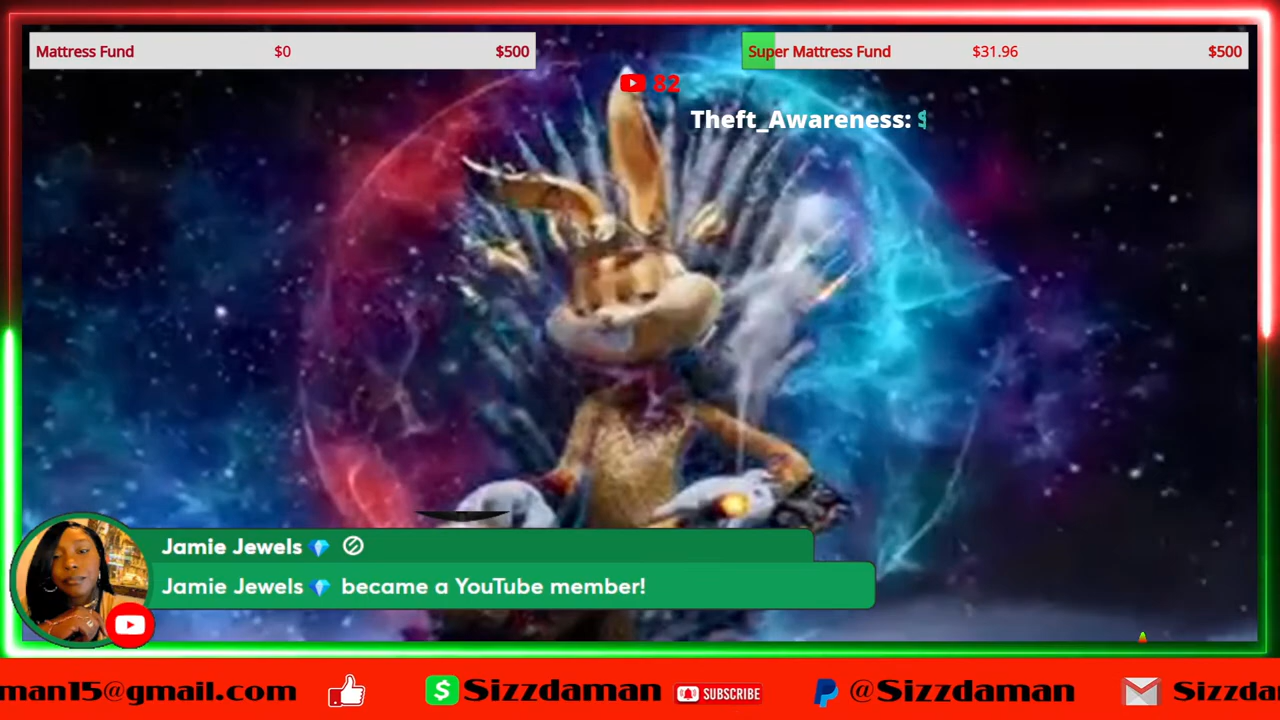 Mattress Fund $0 $500
Super Mattress Fund $31.96 $500
82
Theft_Awareness: $
Jamie Jewels
Jamie Jewels became a YouTube member!
man15@gmail.com $ Sizzdaman SUBSCRIBE @Sizzdaman Sizzda